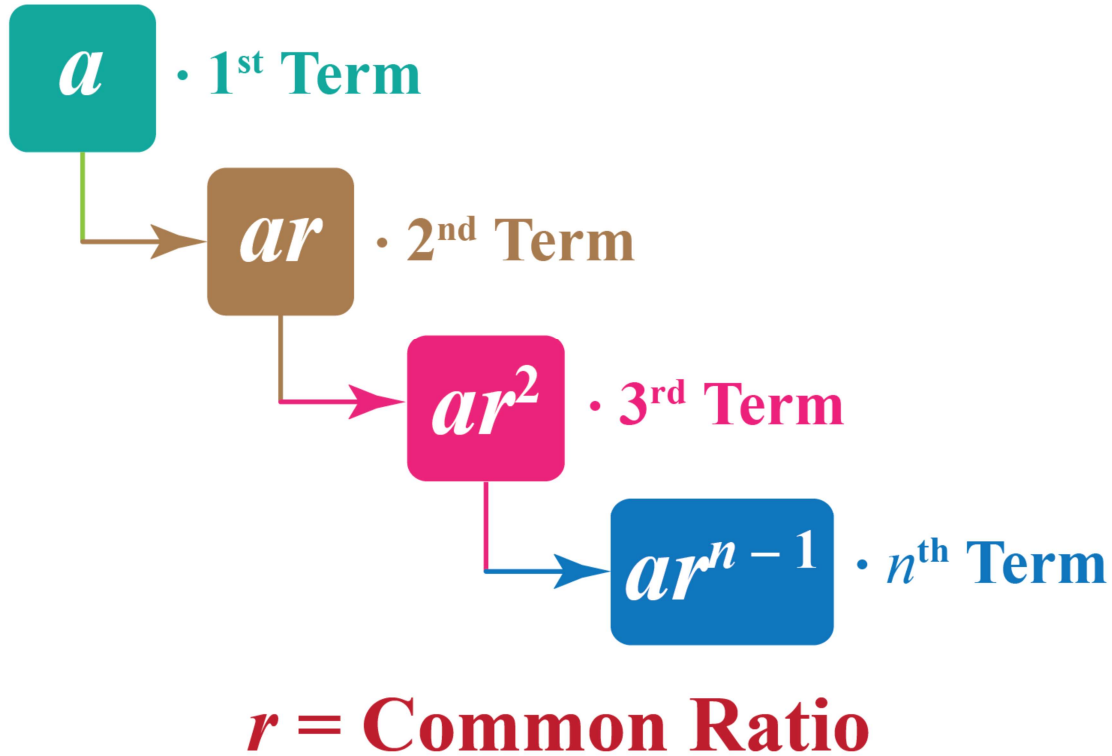 a · 1st Term
ar · 2nd Term
ar² · 3rd Term
arⁿ⁻¹ · nth Term
r = Common Ratio